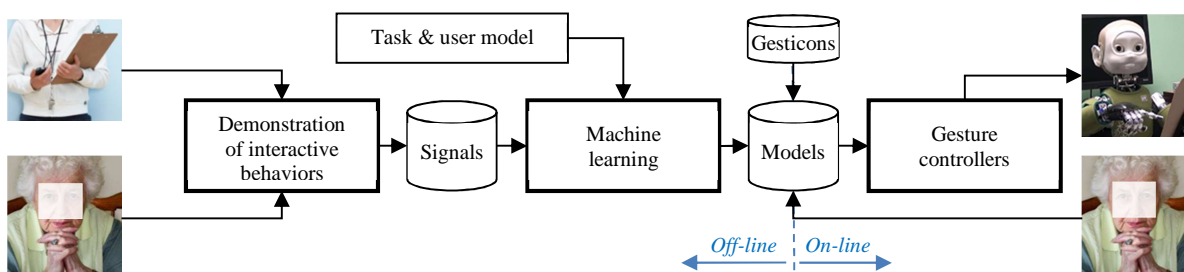 Task & user model
Gesticons
Demonstration
of interactive
behaviors
Signals
Machine
learning
Models
Gesture
controllers
Off-line
On-line